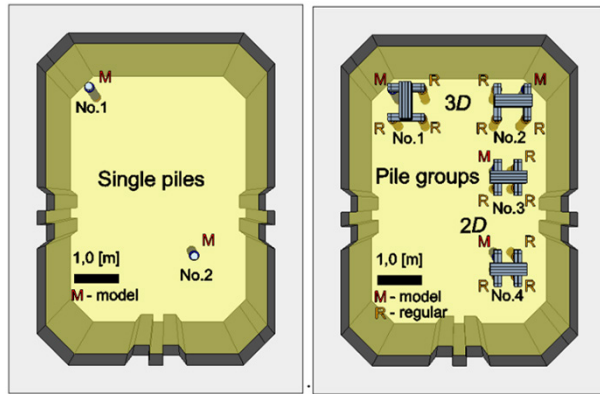 M
No.1
Single piles
M
No.2
1,0 [m]
M - model
M R R M
3D
R No.1 R R No.2 R
M R
Pile groups
R No.3 R
2D
M R
1,0 [m]
R No.4 R
M - model
R - regular